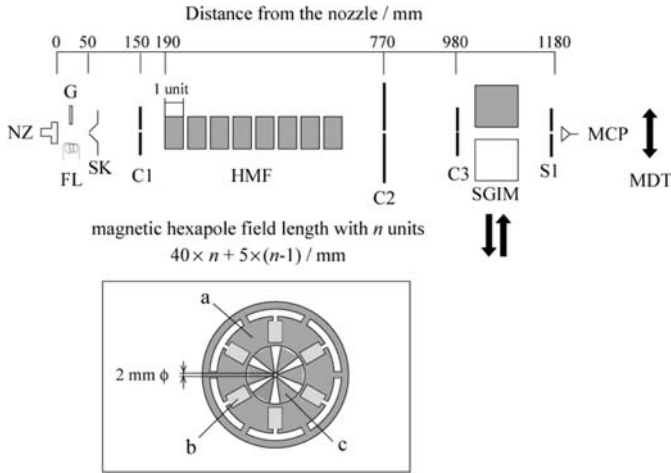 Distance from the nozzle / mm
0 50 150 190 770 980 1180
G
1 unit
NZ
MCP
FL
SK
C1
HMF
C2
C3
SGIM
S1
MDT
magnetic hexapole field length with n units
40 × n + 5 × (n-1) / mm
a
2 mm ϕ
b
c